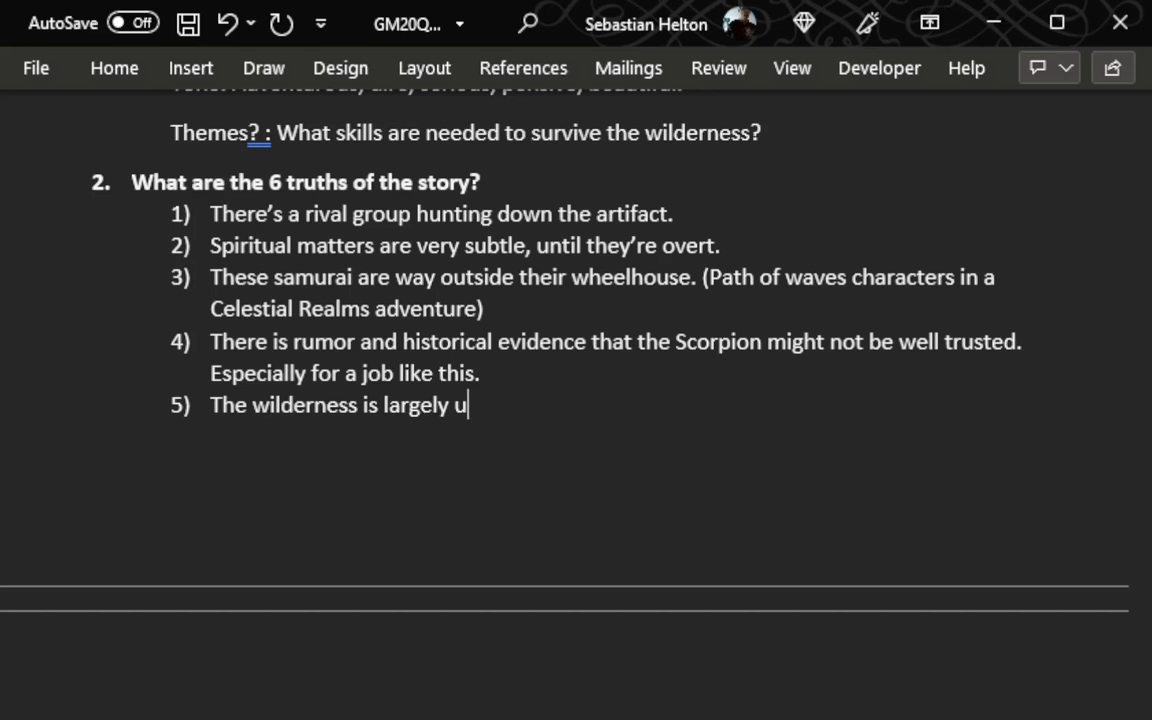 AutoSave Off GM20Q... Sebastian Helton
File Home Insert Draw Design Layout References Mailings Review View Developer Help
Themes? : What skills are needed to survive the wilderness?
2. What are the 6 truths of the story?
1) There's a rival group hunting down the artifact.
2) Spiritual matters are very subtle, until they're overt.
3) These samurai are way outside their wheelhouse. (Path of waves characters in a
Celestial Realms adventure)
4) There is rumor and historical evidence that the Scorpion might not be well trusted.
Especially for a job like this.
5) The wilderness is largely u